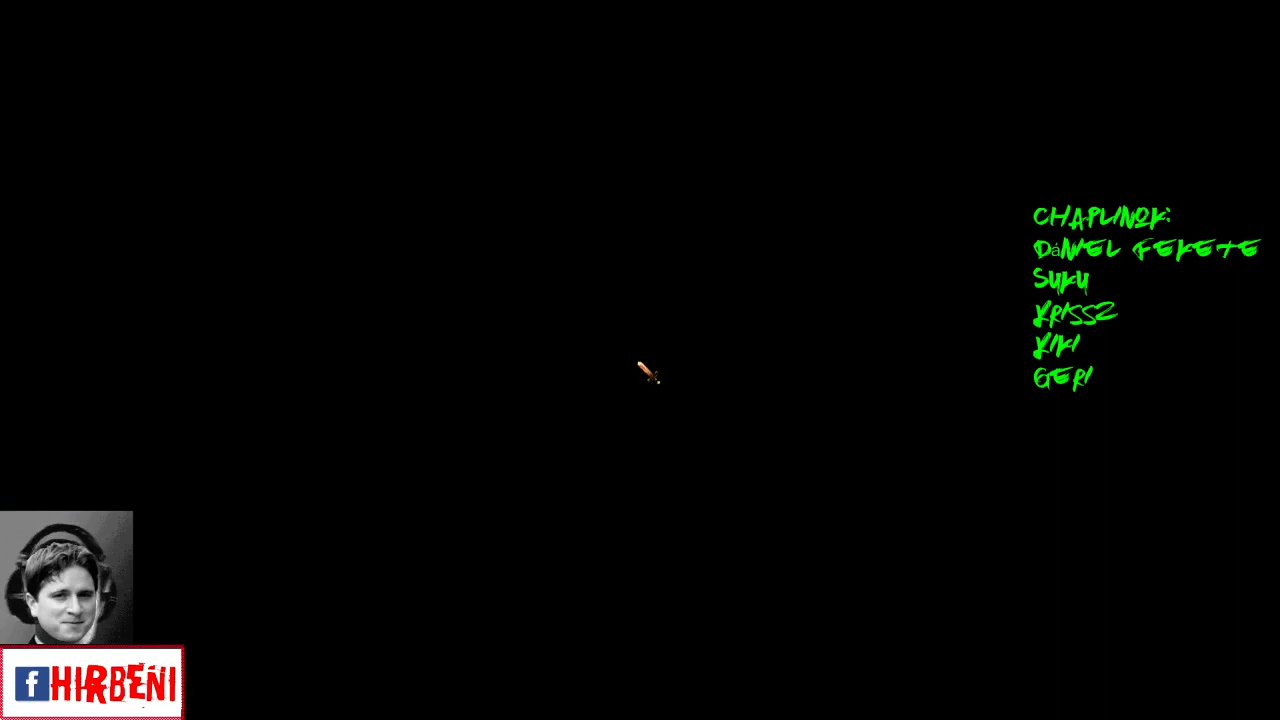 CHAPLINOK:
DáNIEL FEKETE
SUKU
KRISSZ
KIKI
GERI
f HIRBENI